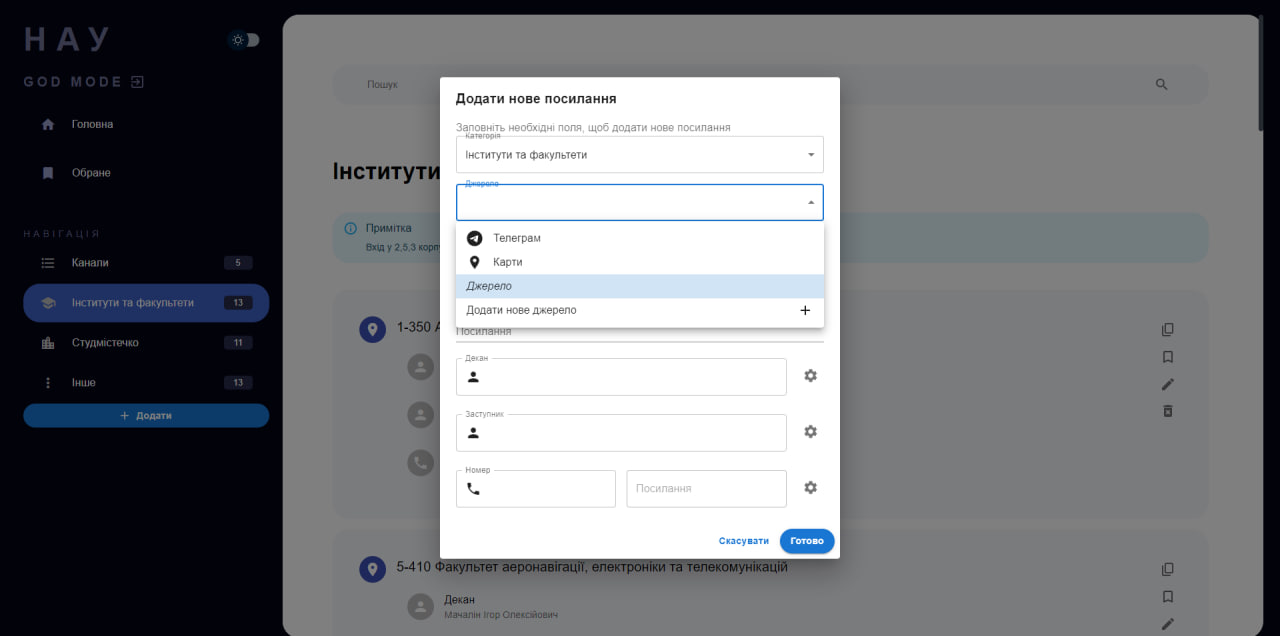 НАУ
GOD MODE
Головна
Обране
НАВІГАЦІЯ
Канали 5
Інститути та факультети 13
Студмістечко 11
Інше 13
+ Додати
Пошук
Інститути
Примітка
Вхід у 2,5,3
1-350
Додати нове посилання
Заповніть необхідні поля, щоб додати нове посилання
Категорія
Інститути та факультети
Джерело
Телеграм
Карти
Джерело
Додати нове джерело +
Посилання
Декан
Заступник
Номер
Посилання
Скасувати Готово
5-410 Факультет аеронавігації, електроніки та телекомунікацій
Декан
Мачалін Ігор Олексійович